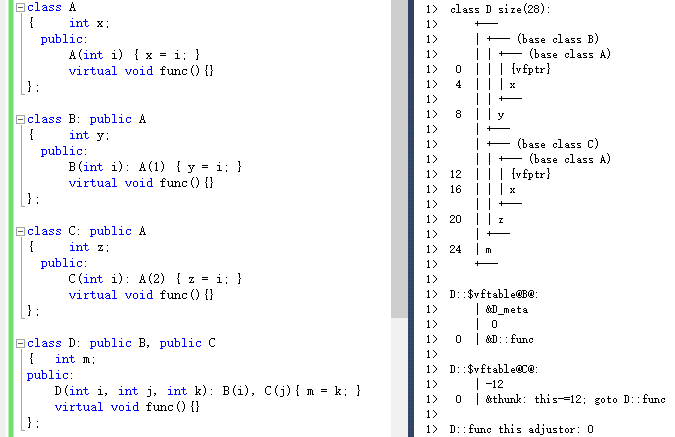 class A
{     int x;
  public:
     A(int i) { x = i; }
     virtual void func(){}
};
class B: public A
{     int y;
  public:
     B(int i): A(1) { y = i; }
     virtual void func(){}
};
class C: public A
{     int z;
  public:
     C(int i): A(2) { z = i; }
     virtual void func(){}
};
class D: public B, public C
{   int m;
public:
    D(int i, int j, int k): B(i), C(j){ m = k; }
    virtual void func(){}
};
1>  class D size(28):
1>      +---
1>      | +--- (base class B)
1>      | | +--- (base class A)
1>   0  | | | {vfptr}
1>   4  | | | x
1>      | | +---
1>   8  | | y
1>      | +---
1>      | +--- (base class C)
1>      | | +--- (base class A)
1>  12  | | | {vfptr}
1>  16  | | | x
1>      | | +---
1>  20  | | z
1>      | +---
1>  24  | m
1>      +---
1>
1>  D::$vftable@B@:
1>      | &D_meta
1>      |  0
1>   0  | &D::func
1>
1>  D::$vftable@C@:
1>      | -12
1>   0  | &thunk: this-=12; goto D::func
1>
1>  D::func this adjustor: 0